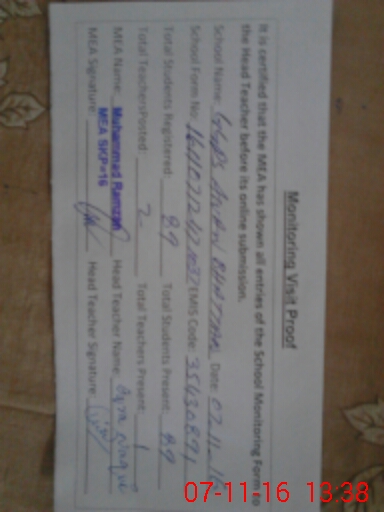 Monitoring Visit Proof
It is certified that the MEA has shown all entries of the School Monitoring Form to
the Head Teacher before its online submission.
School Name: Date: 07-11-16
School Form No: EMIS Code: 35430891
Total Students Registered: 89 Total Students Present: 89
Total TeachersPosted: 2 Total Teachers Present: 1
MEA Name: Muhammad Ramzan Head Teacher Name:
MEA SKP=16
MEA Signature: Head Teacher Signature:
07-11-16 13:38